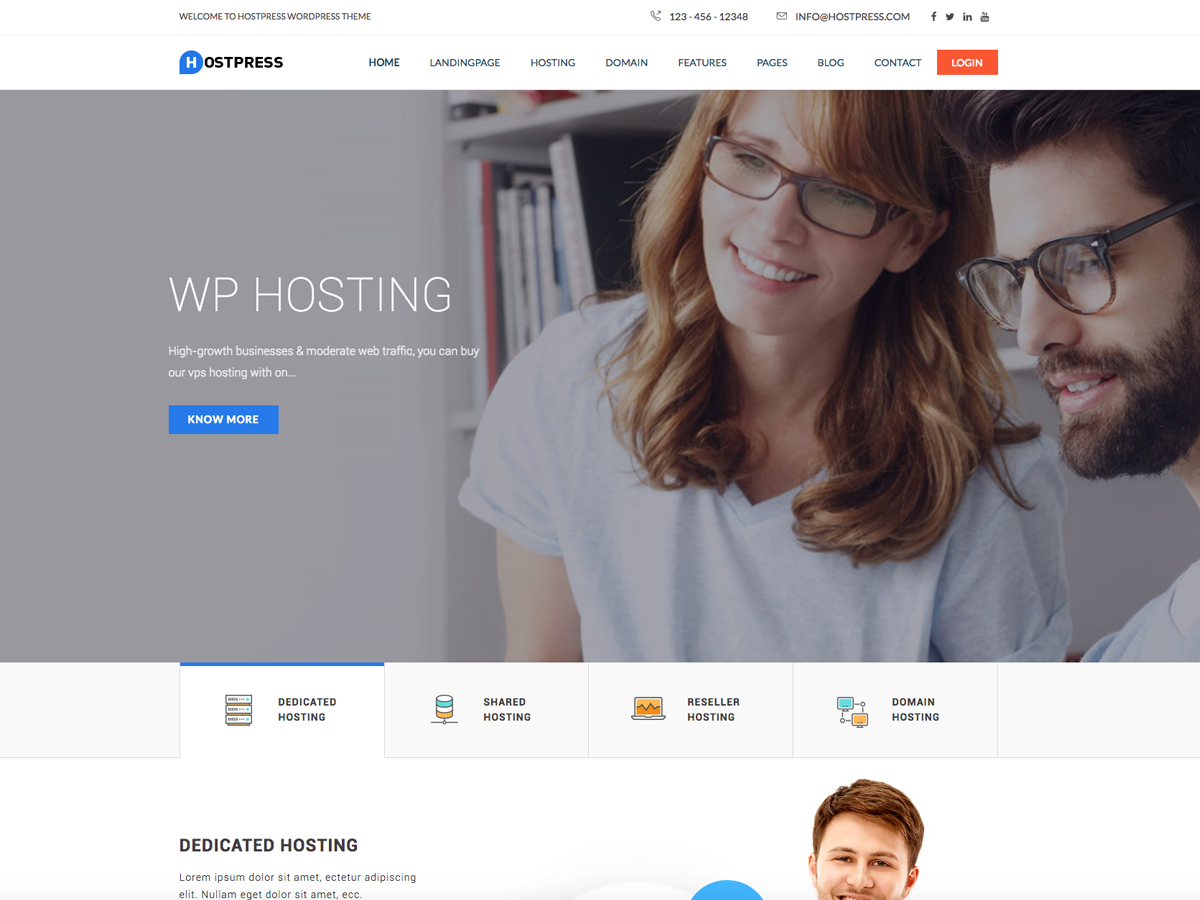 WELCOME TO HOSTPRESS WORDPRESS THEME
123 - 456 - 12348
INFO@HOSTPRESS.COM
HOSTPRESS
HOME
LANDINGPAGE
HOSTING
DOMAIN
FEATURES
PAGES
BLOG
CONTACT
LOGIN
WP HOSTING
High-growth businesses & moderate web traffic, you can buy
our vps hosting with on...
KNOW MORE
DEDICATED
HOSTING
SHARED
HOSTING
RESELLER
HOSTING
DOMAIN
HOSTING
DEDICATED HOSTING
Lorem ipsum dolor sit amet, ectetur adipiscing
elit. Nullam eget dolor sit amet, ecc.